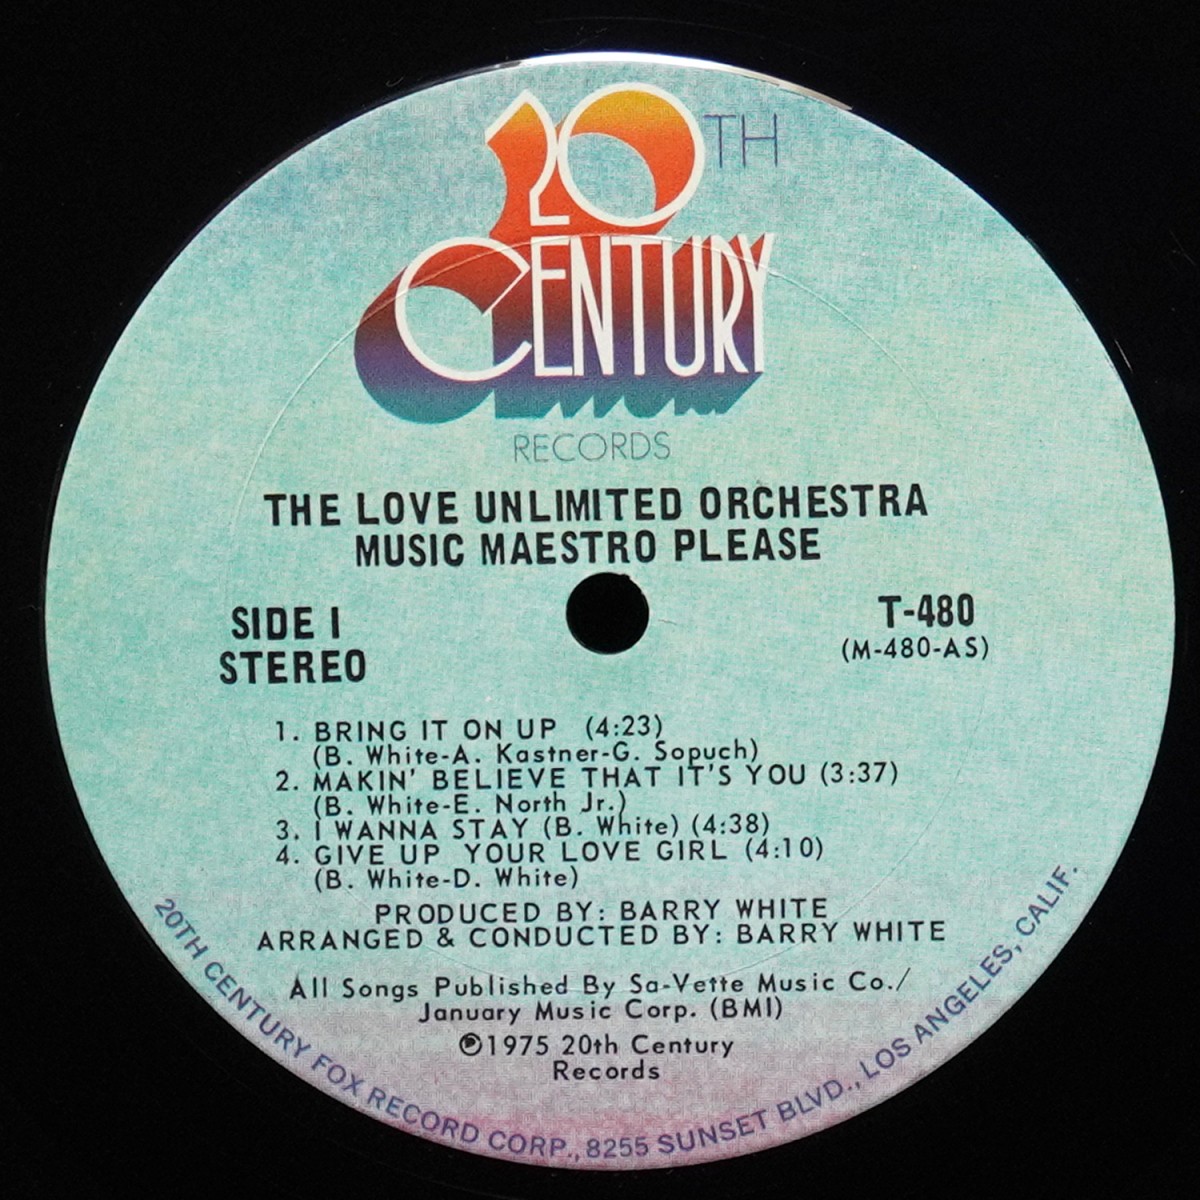 20TH
CENTURY
RECORDS
THE LOVE UNLIMITED ORCHESTRA
MUSIC MAESTRO PLEASE
SIDE 1
STEREO
T-480
(M-480-AS)
1. BRING IT ON UP (4:23)
(B. White-A. Kastner-G. Sopuch)
2. MAKIN' BELIEVE THAT IT'S YOU (3:37)
(B. White-E. North Jr.)
3. I WANNA STAY (B. White) (4:38)
4. GIVE UP YOUR LOVE GIRL (4:10)
(B. White-D. White)
PRODUCED BY: BARRY WHITE
ARRANGED & CONDUCTED BY: BARRY WHITE
All Songs Published By Sa-Vette Music Co./
January Music Corp. (BMI)
℗1975 20th Century
Records
20TH CENTURY FOX RECORD CORP., 8255 SUNSET BLVD., LOS ANGELES, CALIF.